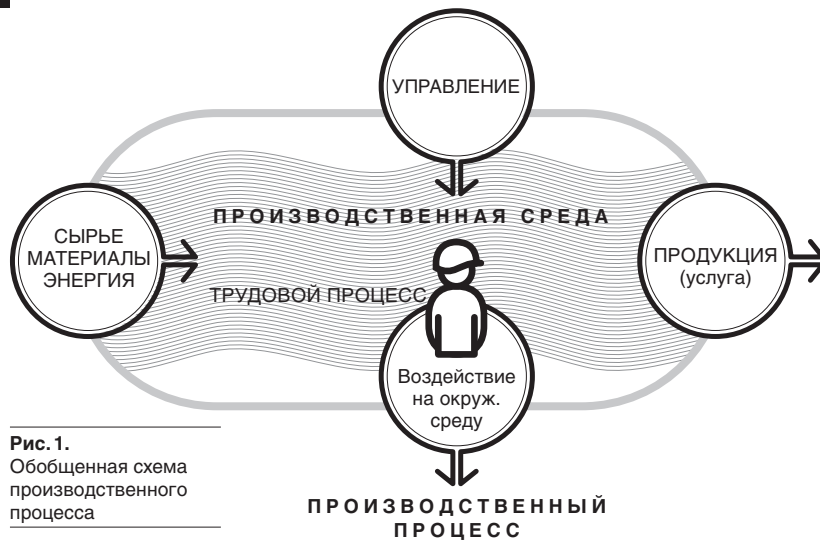 УПРАВЛЕНИЕ
ПРОИЗВОДСТВЕННАЯ СРЕДА
СЫРЬЕ
МАТЕРИАЛЫ
ЭНЕРГИЯ
ПРОДУКЦИЯ
(услуга)
ТРУДОВОЙ ПРОЦЕСС
Воздействие
на окруж.
среду
Рис. 1.
Обобщенная схема
производственного
процесса
ПРОИЗВОДСТВЕННЫЙ
ПРОЦЕСС